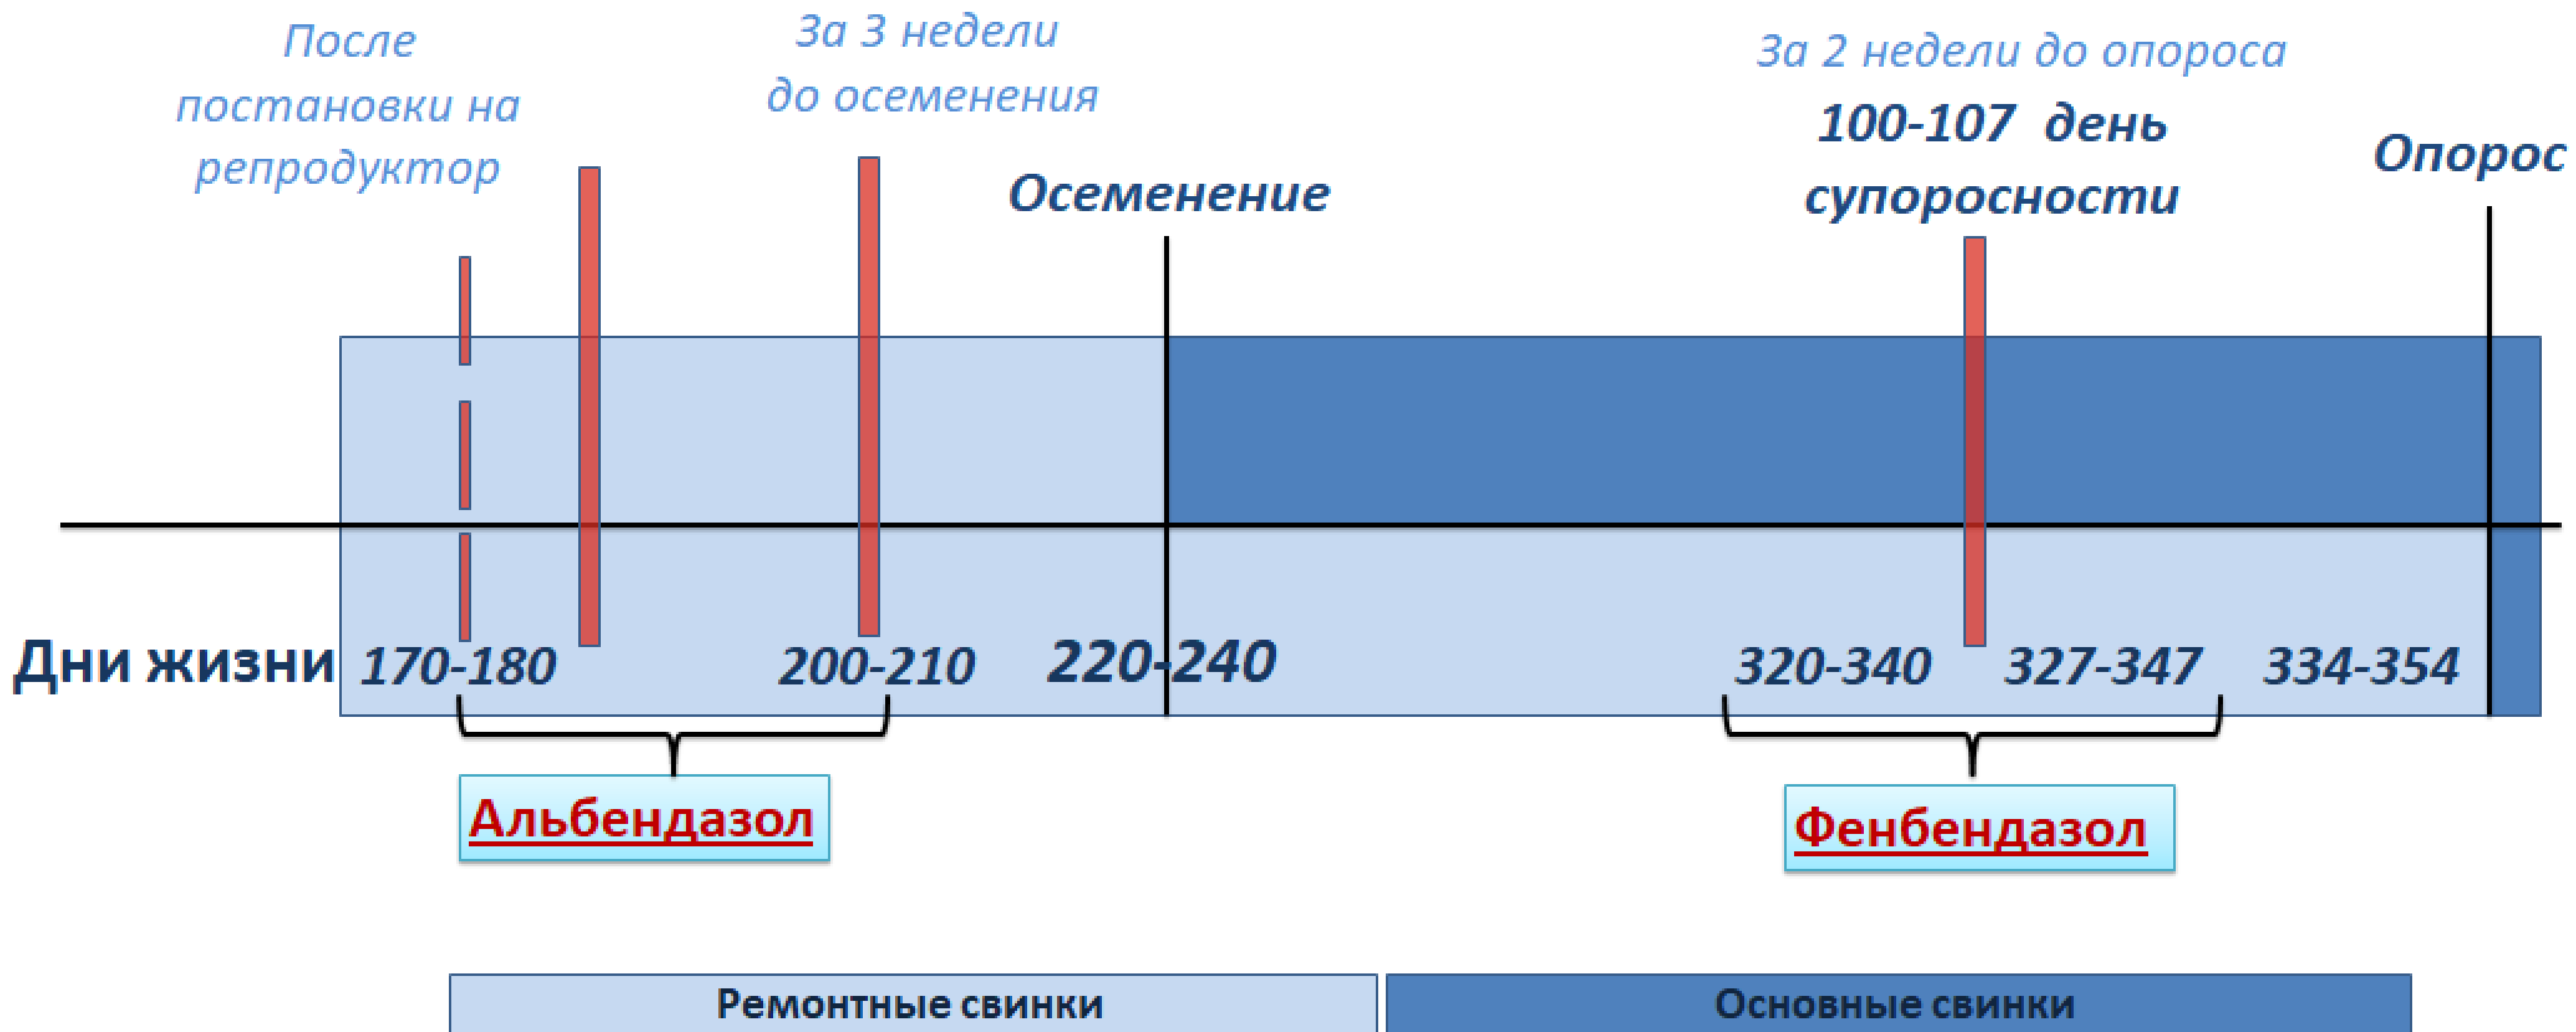 После
постановки на
репродуктор
За 3 недели
до осеменения
Осеменение
За 2 недели до опороса
100-107 день
супоросности
Опорос
Дни жизни 170-180 200-210 220-240 320-340 327-347 334-354
Альбендазол
Фенбендазол
Ремонтные свинки
Основные свинки